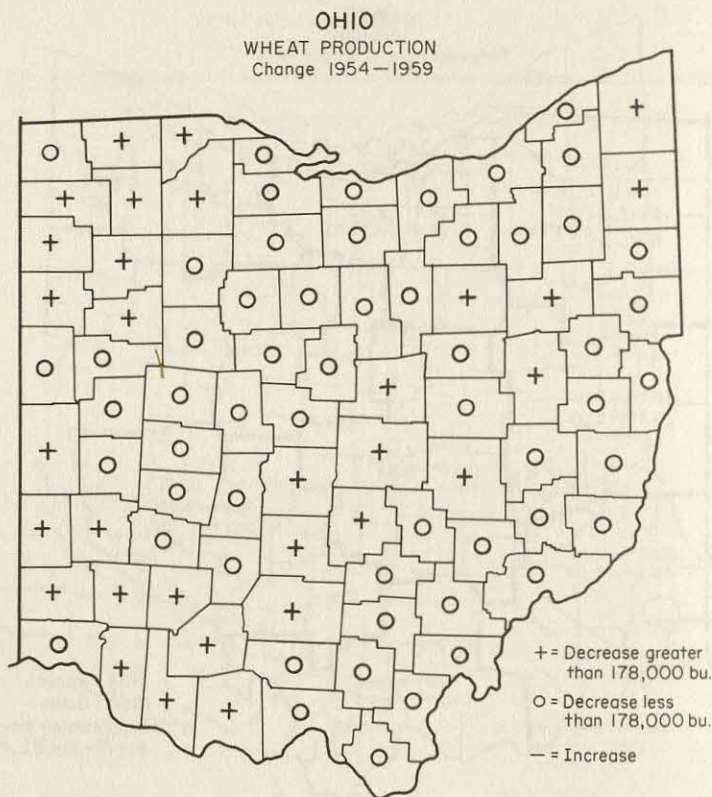 OHIO
WHEAT PRODUCTION
Change 1954—1959
+ = Decrease greater
than 178,000 bu.
O = Decrease less
than 178,000 bu.
— = Increase